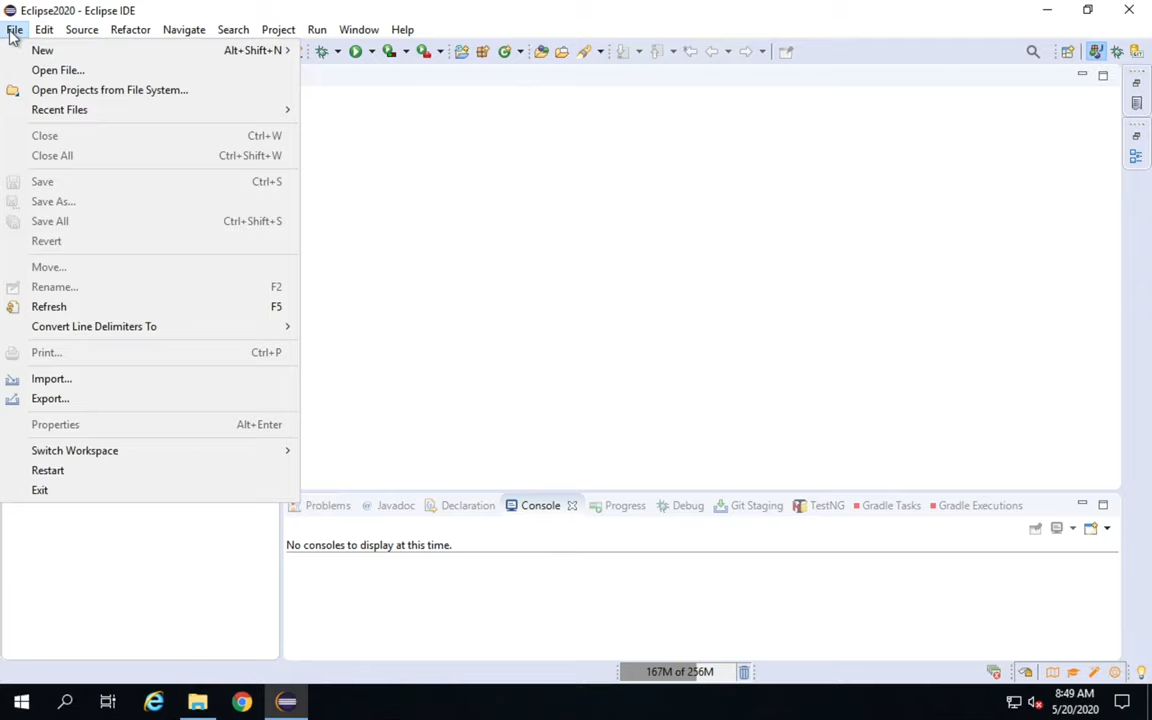 Eclipse2020 - Eclipse IDE
File Edit Source Refactor Navigate Search Project Run Window Help
New Alt+Shift+N
Open File...
Open Projects from File System...
Recent Files
Close Ctrl+W
Close All Ctrl+Shift+W
Save Ctrl+S
Save As...
Save All Ctrl+Shift+S
Revert
Move...
Rename... F2
Refresh F5
Convert Line Delimiters To
Print... Ctrl+P
Import...
Export...
Properties Alt+Enter
Switch Workspace
Restart
Exit
Problems Javadoc Declaration Console Progress Debug Git Staging TestNG Gradle Tasks Gradle Executions
No consoles to display at this time.
167M of 256M
8:49 AM
5/20/2020